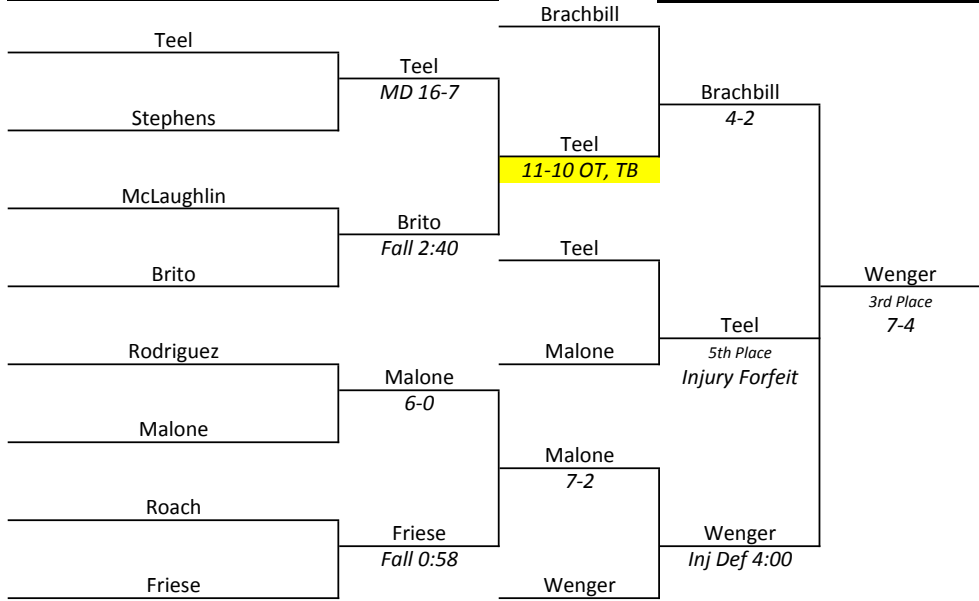 Brachbill
Teel
Teel
MD 16-7
Brachbill
4-2
Stephens
Teel
11-10 OT, TB
McLaughlin
Brito
Fall 2:40
Teel
Brito
Wenger
3rd Place
7-4
Teel
5th Place
Injury Forfeit
Rodriguez
Malone
Malone
6-0
Malone
Malone
7-2
Roach
Friese
Fall 0:58
Wenger
Inj Def 4:00
Friese
Wenger